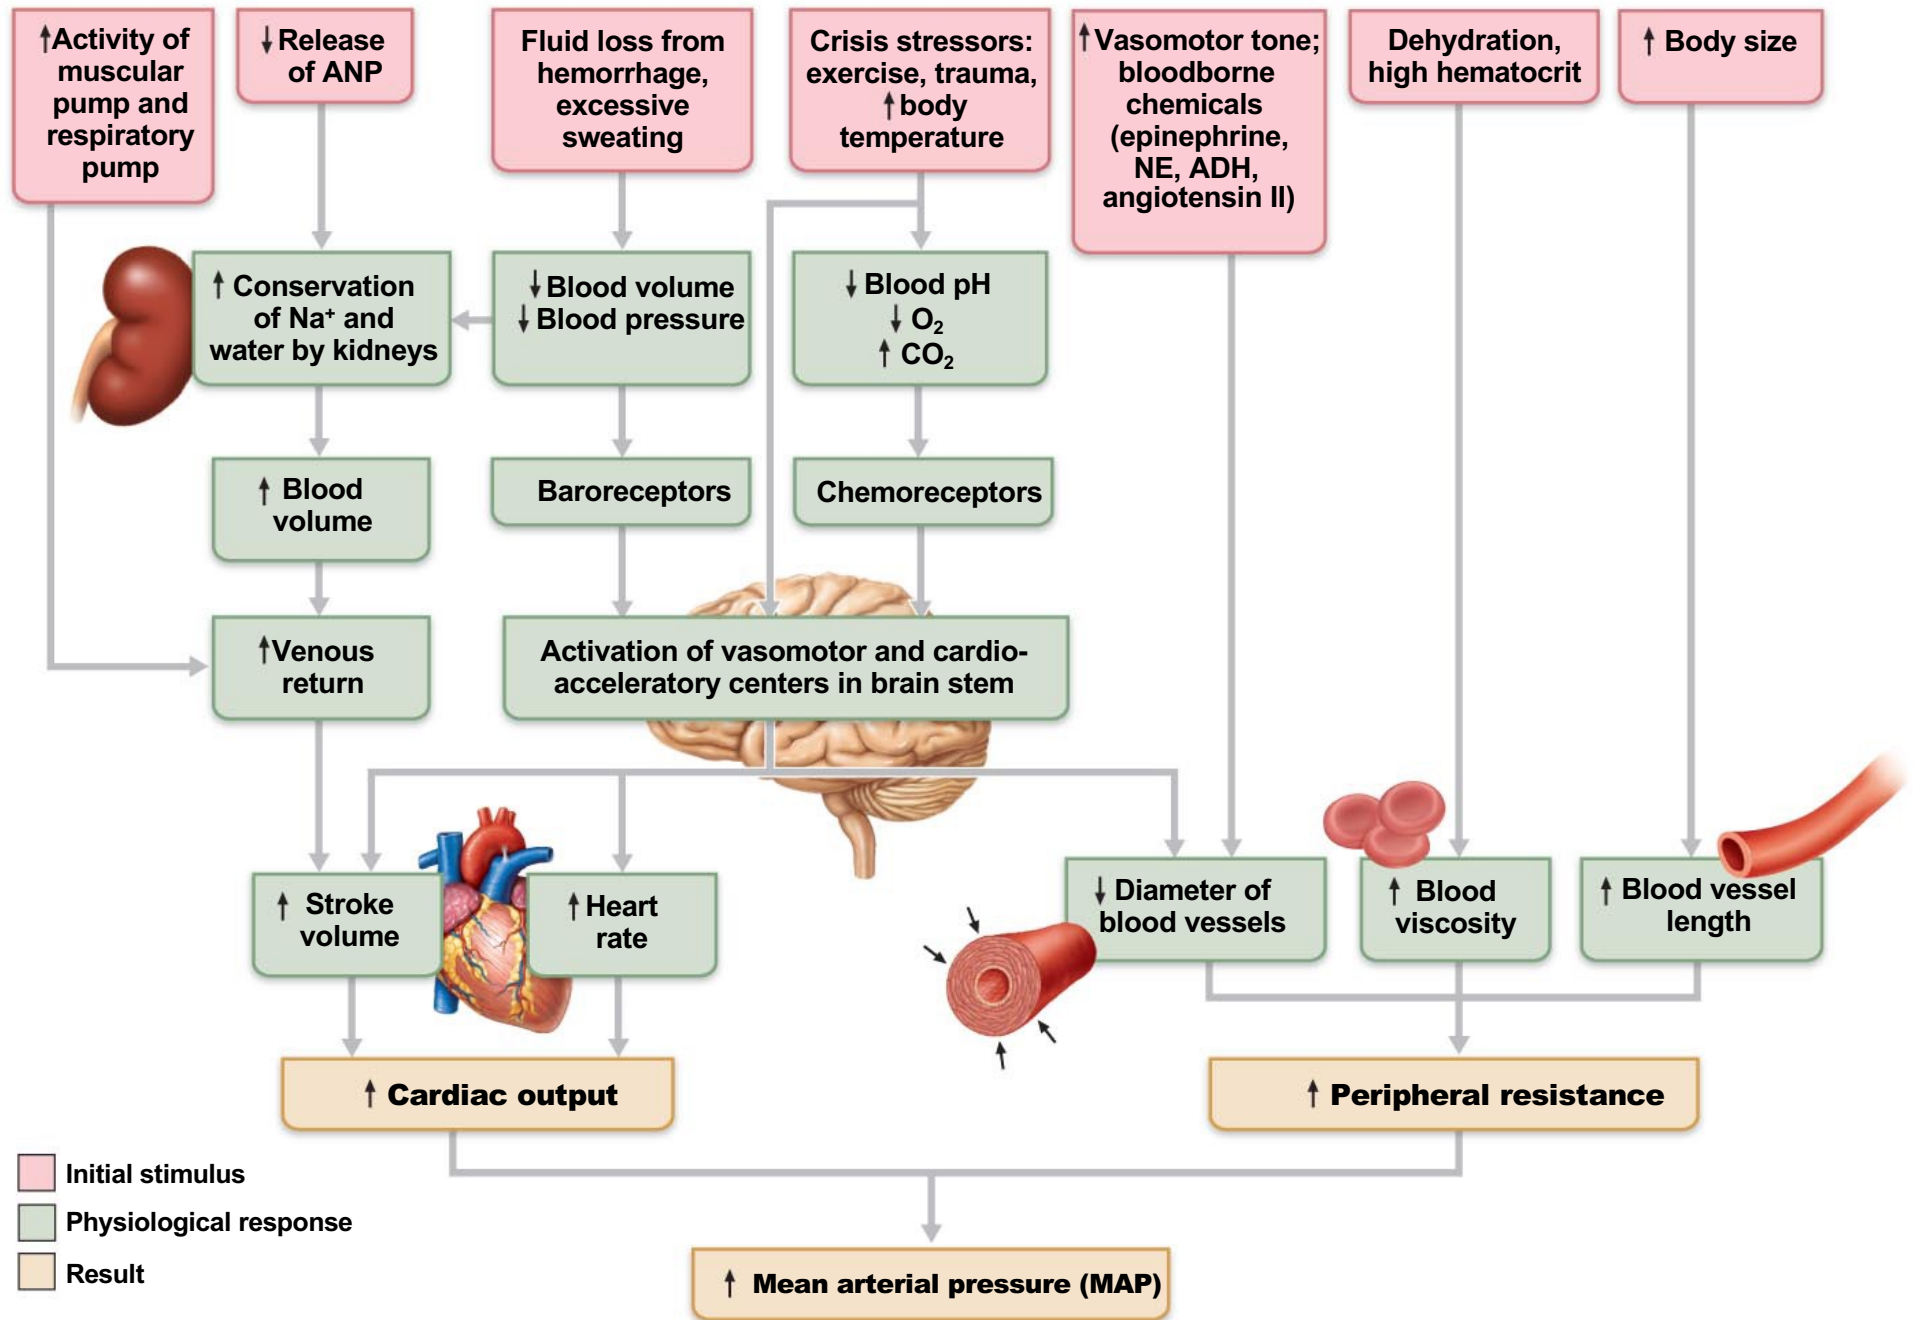 ↑Activity of
muscular
pump and
respiratory
pump
↓Release
of ANP
Fluid loss from
hemorrhage,
excessive
sweating
Crisis stressors:
exercise, trauma,
↑body
temperature
↑Vasomotor tone;
bloodborne
chemicals
(epinephrine,
NE, ADH,
angiotensin II)
Dehydration,
high hematocrit
↑ Body size
↑ Conservation
of Na⁺ and
water by kidneys
↓Blood volume
↓Blood pressure
↓Blood pH
↓ O₂
↑ CO₂
↑ Blood
volume
Baroreceptors
Chemoreceptors
↑Venous
return
Activation of vasomotor and cardio-
acceleratory centers in brain stem
↑ Stroke
volume
↑Heart
rate
↓Diameter of
blood vessels
↑ Blood
viscosity
↑ Blood vessel
length
↑ Cardiac output
↑ Peripheral resistance
Initial stimulus
Physiological response
Result
↑ Mean arterial pressure (MAP)